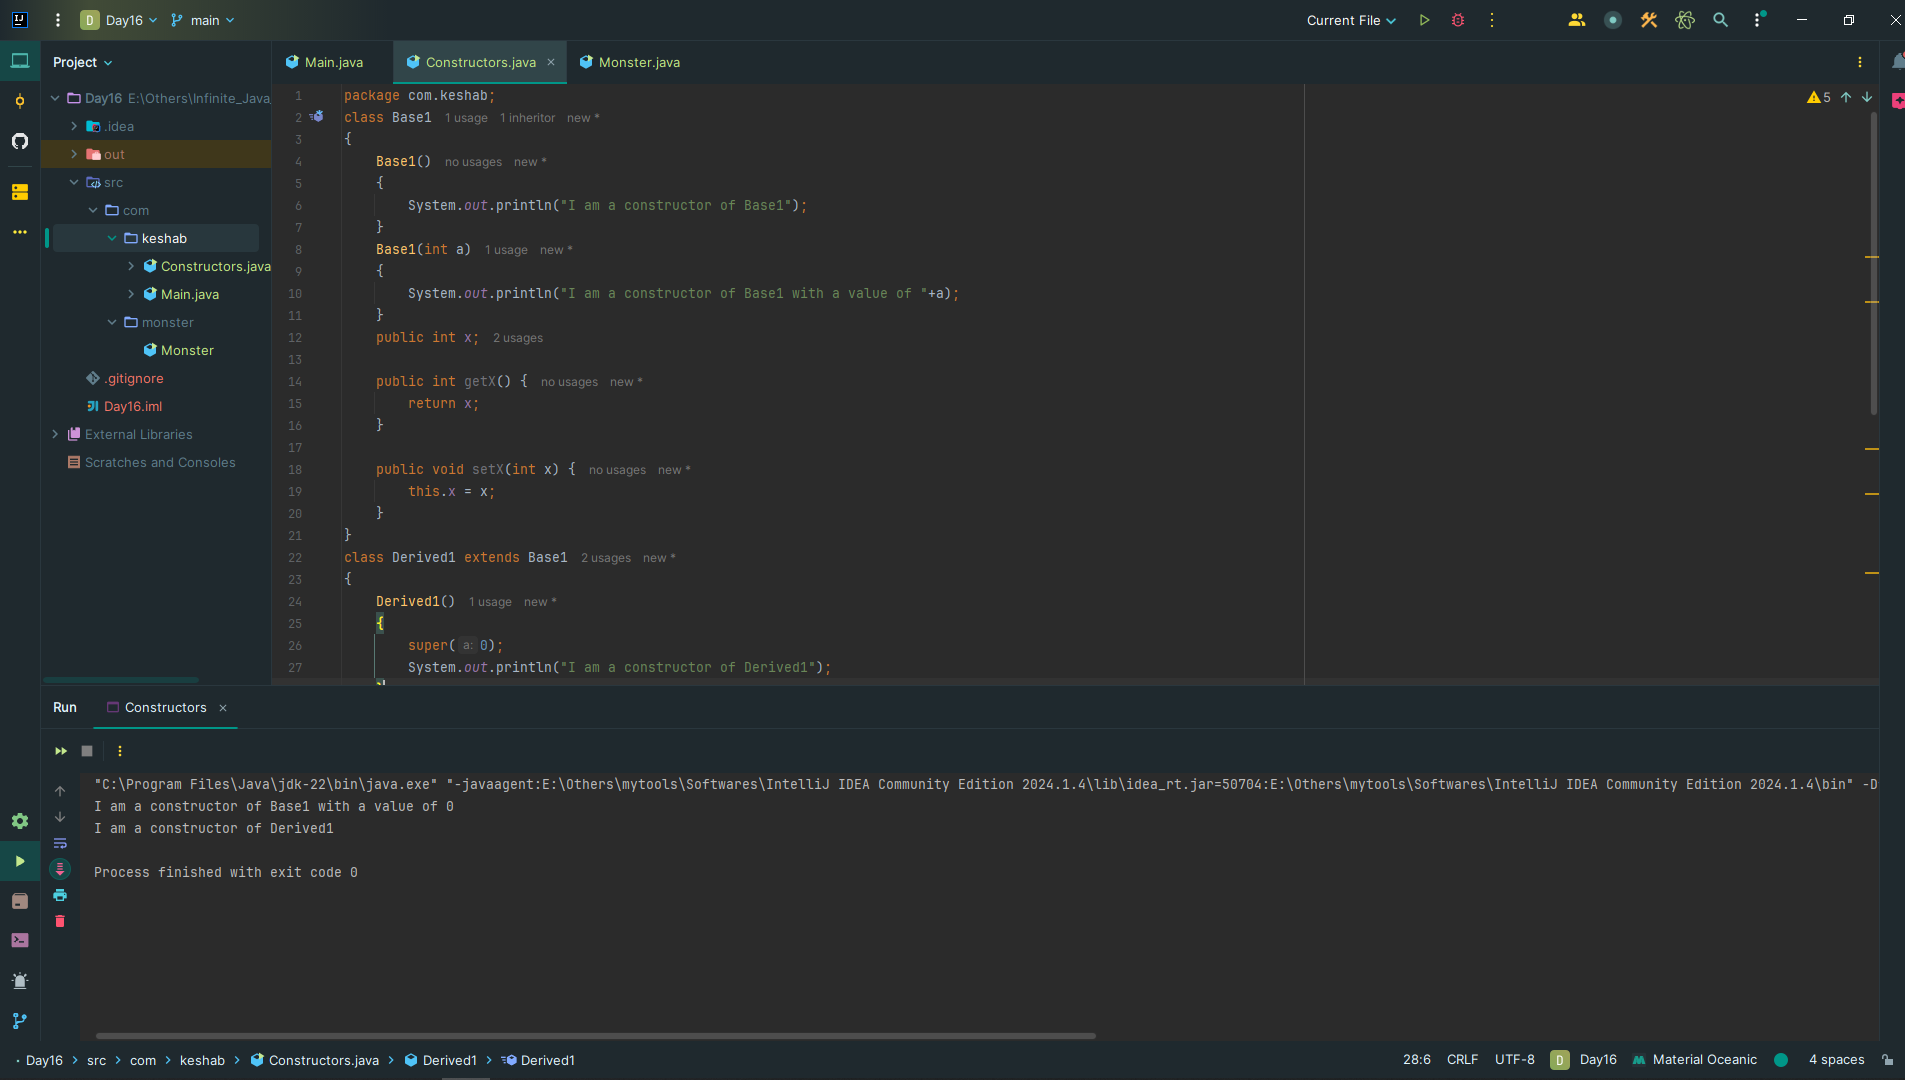 Day16
main
Current File
Project
Main.java
Constructors.java
Monster.java
Day16 E:\Others\Infinite_Java
.idea
out
src
com
keshab
Constructors.java
Main.java
monster
Monster
.gitignore
Day16.iml
External Libraries
Scratches and Consoles
5
1 package com.keshab;
2 class Base1 1 usage 1 inheritor new *
3 {
4 Base1() no usages new *
5 {
6 System.out.println("I am a constructor of Base1");
7 }
8 Base1(int a) 1 usage new *
9 {
10 System.out.println("I am a constructor of Base1 with a value of "+a);
11 }
12 public int x; 2 usages
13
14 public int getX() { no usages new *
15 return x;
16 }
17
18 public void setX(int x) { no usages new *
19 this.x = x;
20 }
21 }
22 class Derived1 extends Base1 2 usages new *
23 {
24 Derived1() 1 usage new *
25 {
26 super( a: 0);
27 System.out.println("I am a constructor of Derived1");
Run
Constructors
"C:\Program Files\Java\jdk-22\bin\java.exe" "-javaagent:E:\Others\mytools\Softwares\IntelliJ IDEA Community Edition 2024.1.4\lib\idea_rt.jar=50704:E:\Others\mytools\Softwares\IntelliJ IDEA Community Edition 2024.1.4\bin" -D
I am a constructor of Base1 with a value of 0
I am a constructor of Derived1
Process finished with exit code 0
Day16 > src > com > keshab > Constructors.java > Derived1 > Derived1
28:6 CRLF UTF-8 D Day16 Material Oceanic 4 spaces